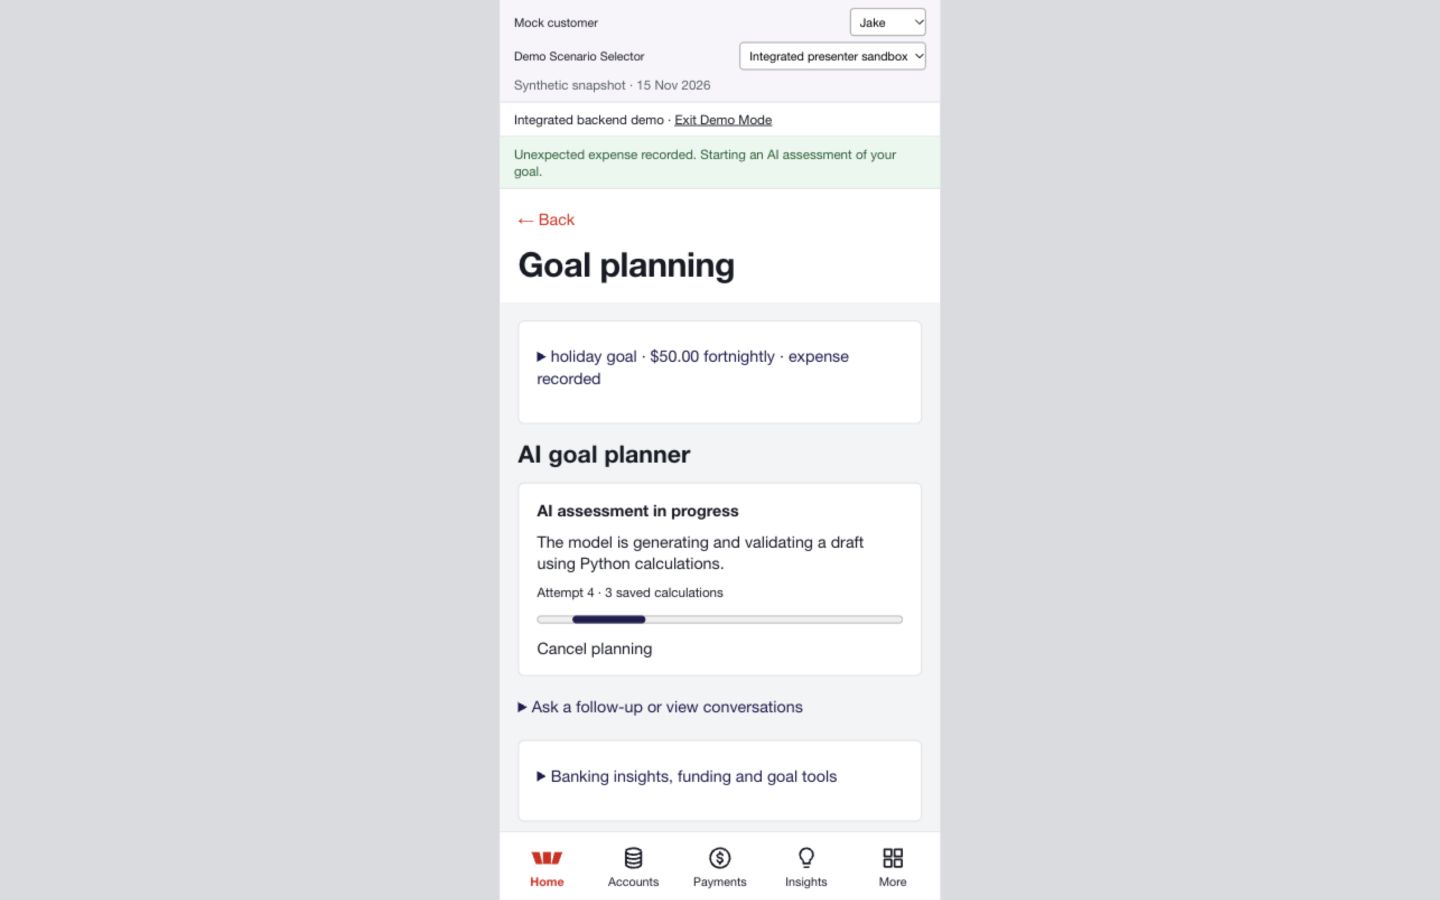 Mock customer
Jake
Demo Scenario Selector
Integrated presenter sandbox
Synthetic snapshot · 15 Nov 2026
Integrated backend demo · Exit Demo Mode
Unexpected expense recorded. Starting an AI assessment of your
goal.
← Back
Goal planning
▶ holiday goal · $50.00 fortnightly · expense
recorded
AI goal planner
AI assessment in progress
The model is generating and validating a draft
using Python calculations.
Attempt 4 · 3 saved calculations
Cancel planning
▶ Ask a follow-up or view conversations
▶ Banking insights, funding and goal tools
Home
Accounts
Payments
Insights
More